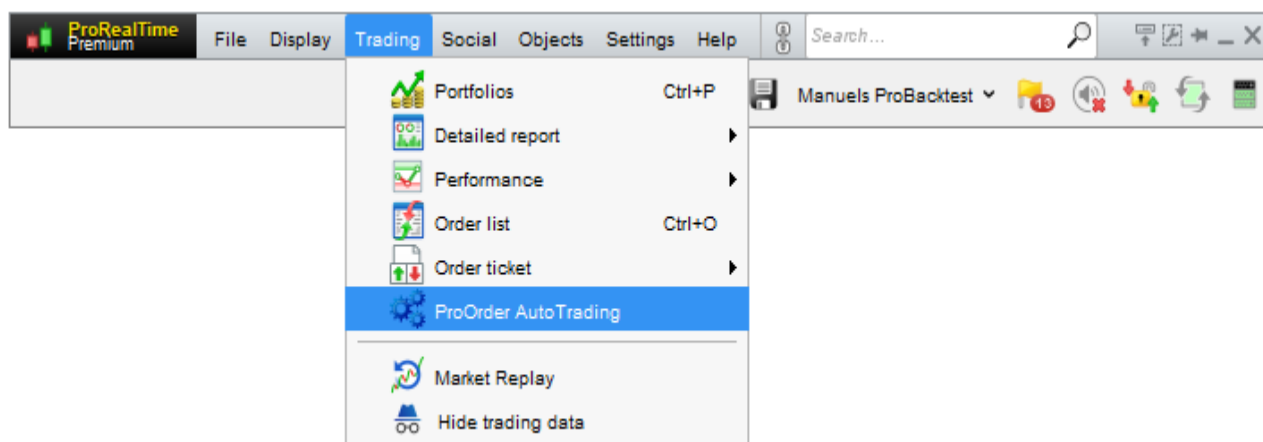 ProRealTime
Premium
File Display Trading Social Objects Settings Help Search...
Manuels ProBacktest 13
Portfolios Ctrl+P
Detailed report
Performance
Order list Ctrl+O
Order ticket
ProOrder AutoTrading
Market Replay
Hide trading data